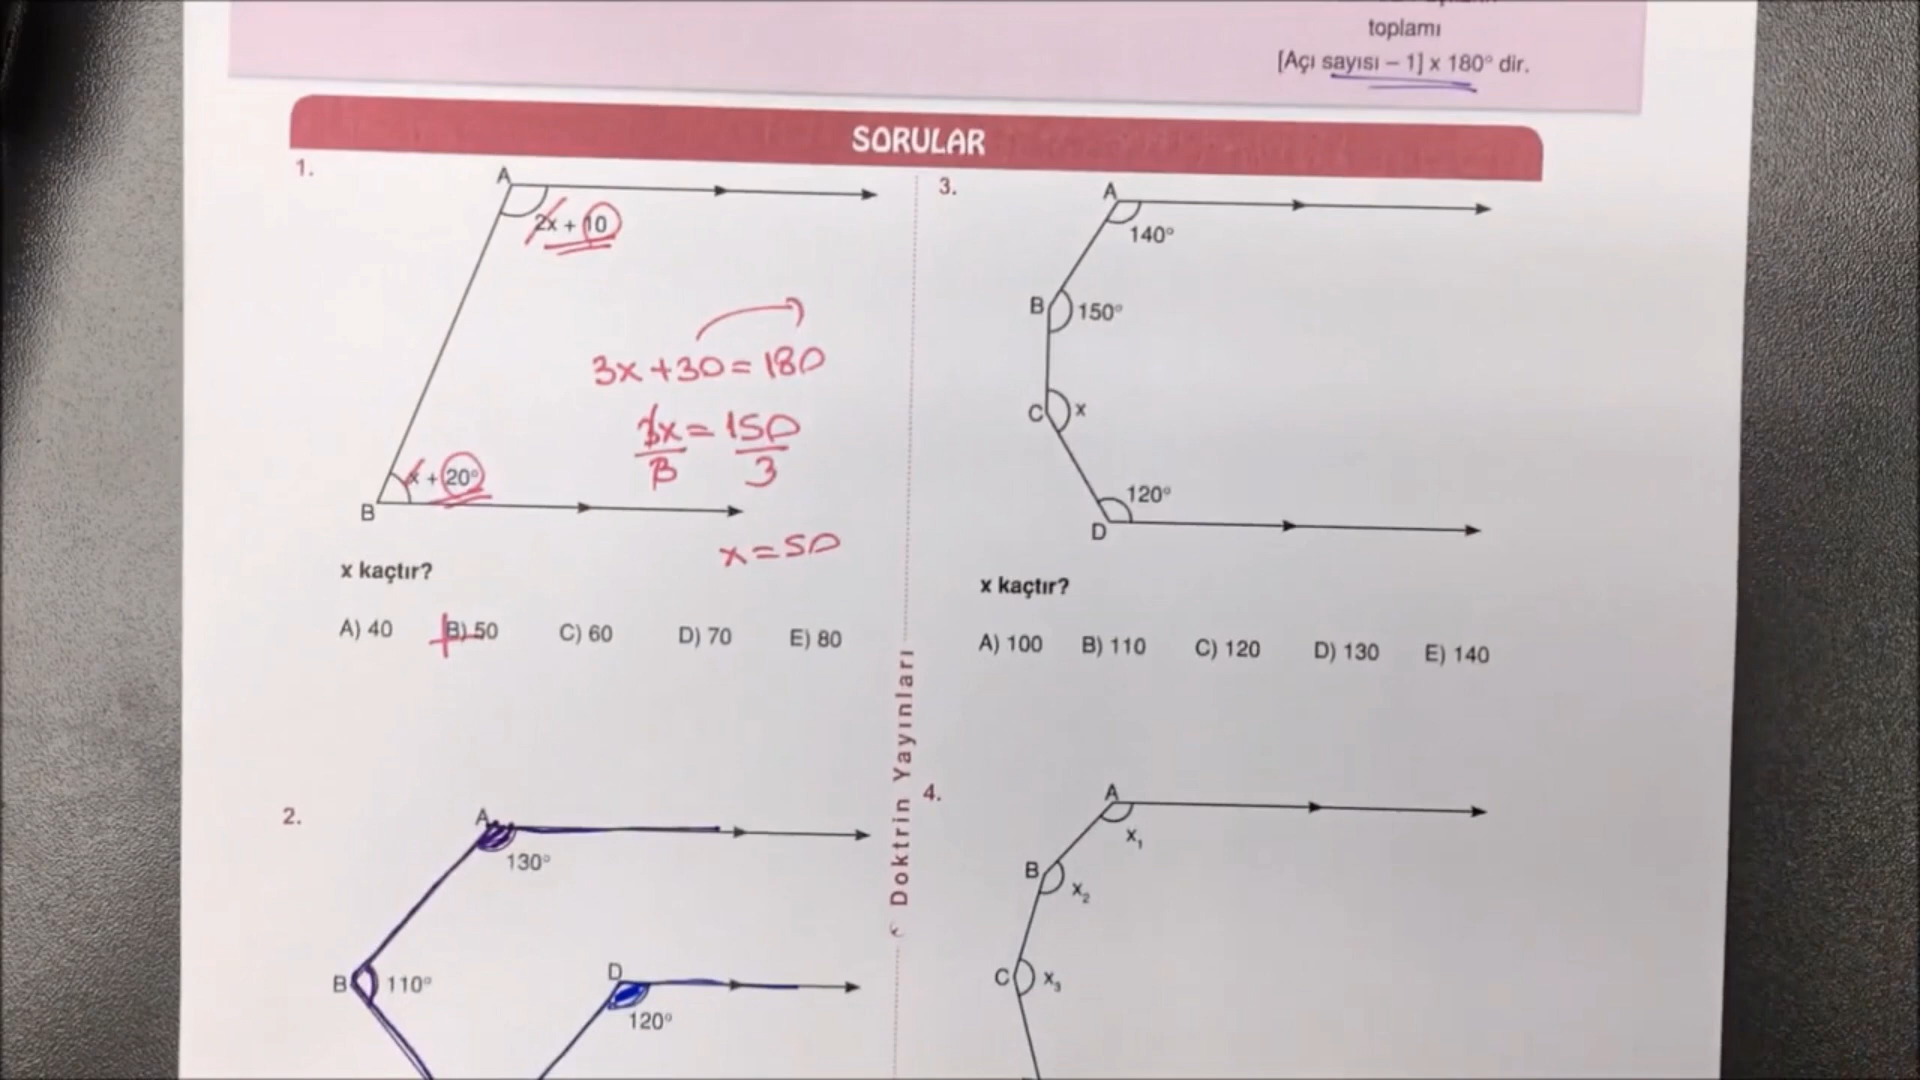 toplamı
[Açı sayısı – 1] x 180° dir.
SORULAR
1.
A
2x + 10
3x + 30 = 180
3x = 150
3 3
x + 20°
B
x = 50
x kaçtır?
A) 40 B) 50 C) 60 D) 70 E) 80
2.
A
130°
B
110°
D
120°
Doktrin Yayınları
3.
A
140°
B
150°
C
x
120°
D
x kaçtır?
A) 100 B) 110 C) 120 D) 130 E) 140
4.
A
x₁
B
x₂
C
x₃